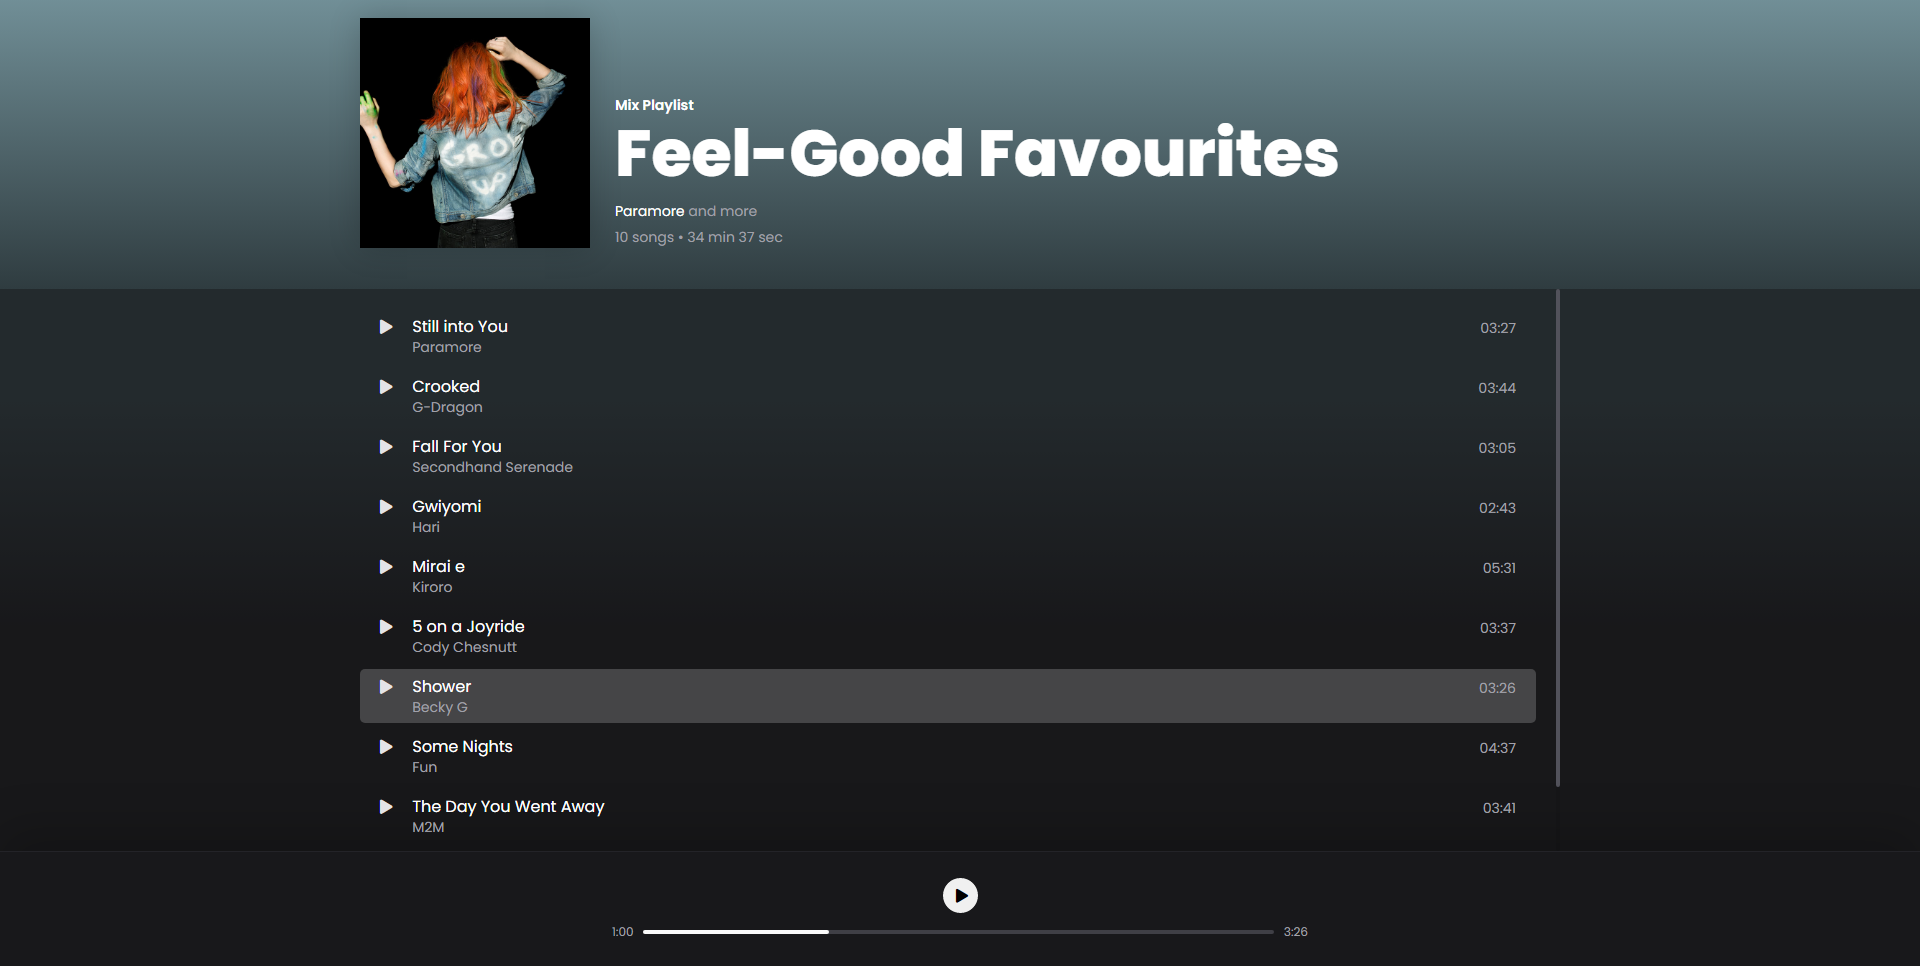 GROW
UP
Mix Playlist
Feel-Good Favourites
Paramore and more
10 songs • 34 min 37 sec
Still into You
03:27
Paramore
Crooked
03:44
G-Dragon
Fall For You
03:05
Secondhand Serenade
Gwiyomi
02:43
Hari
Mirai e
05:31
Kiroro
5 on a Joyride
03:37
Cody Chesnutt
Shower
03:26
Becky G
Some Nights
04:37
Fun
The Day You Went Away
03:41
M2M
1:00
3:26